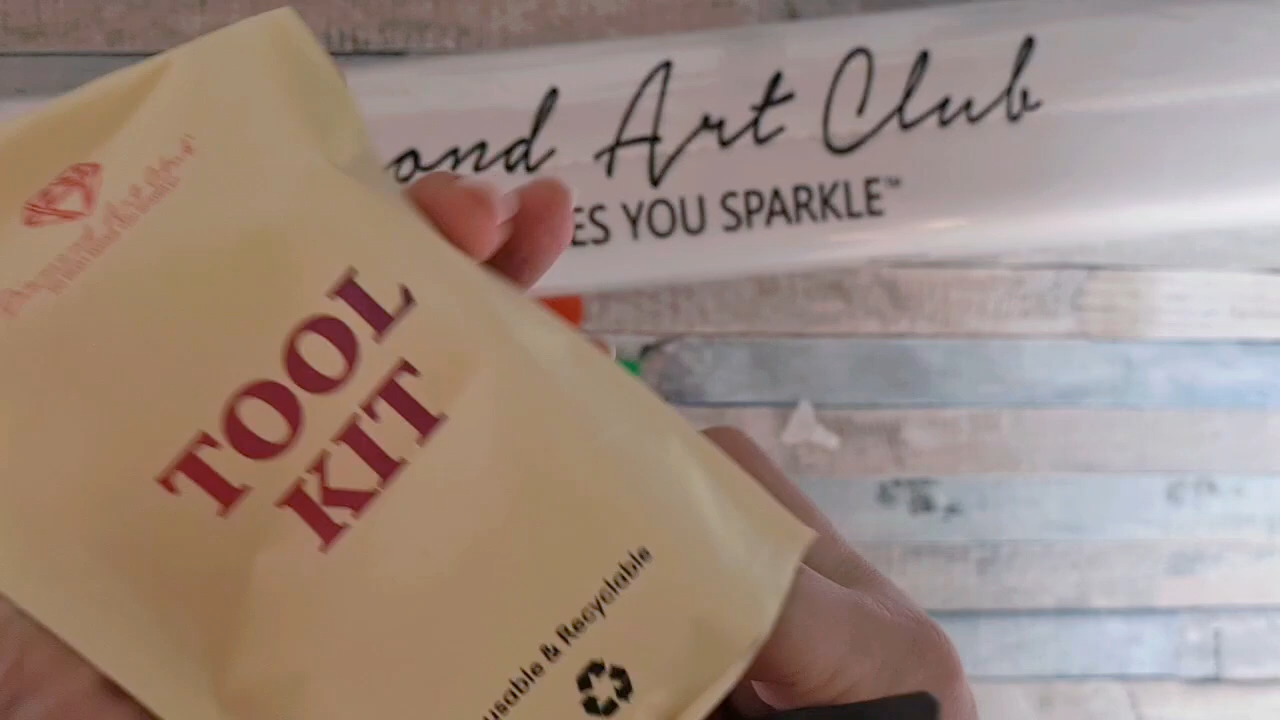 ond Art Club
ES YOU SPARKLE™
TOOL
KIT
usable & Recyclable